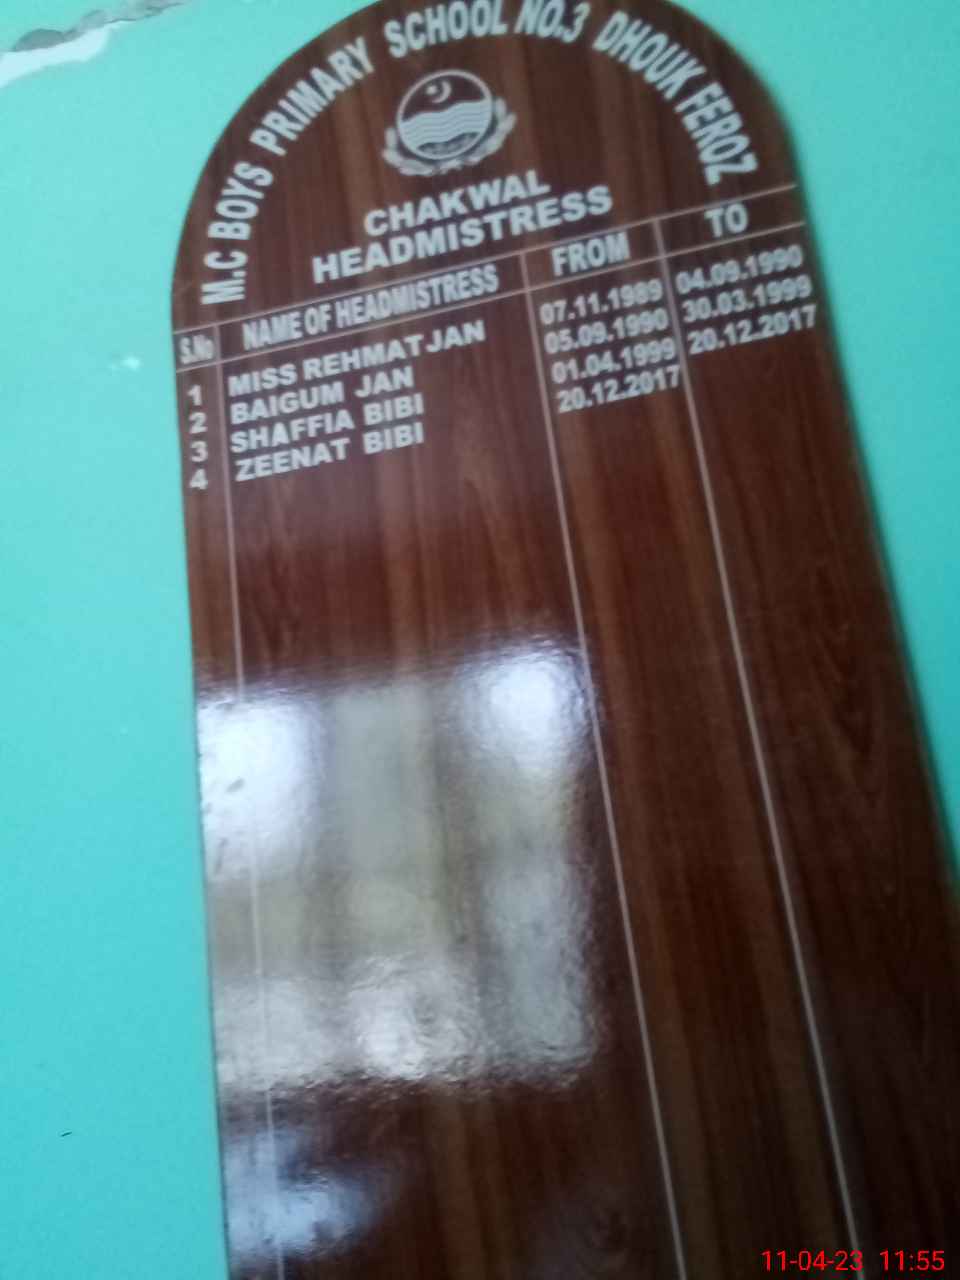 M.C BOYS PRIMARY SCHOOL NO.3 DHOUK FEROZ
CHAKWAL
HEADMISTRESS
S.No NAME OF HEADMISTRESS FROM TO
1 MISS REHMAT JAN 07.11.1989 04.09.1990
2 BAIGUM JAN 05.09.1990 30.03.1999
3 SHAFFIA BIBI 01.04.1999 20.12.2017
4 ZEENAT BIBI 20.12.2017
11-04-23 11:55